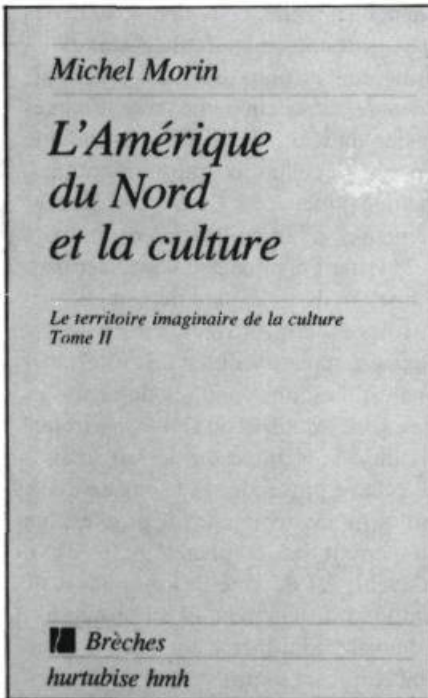 Michel Morin
L'Amérique
du Nord
et la culture
Le territoire imaginaire de la culture
Tome II
Brèches
hurtubise hmh